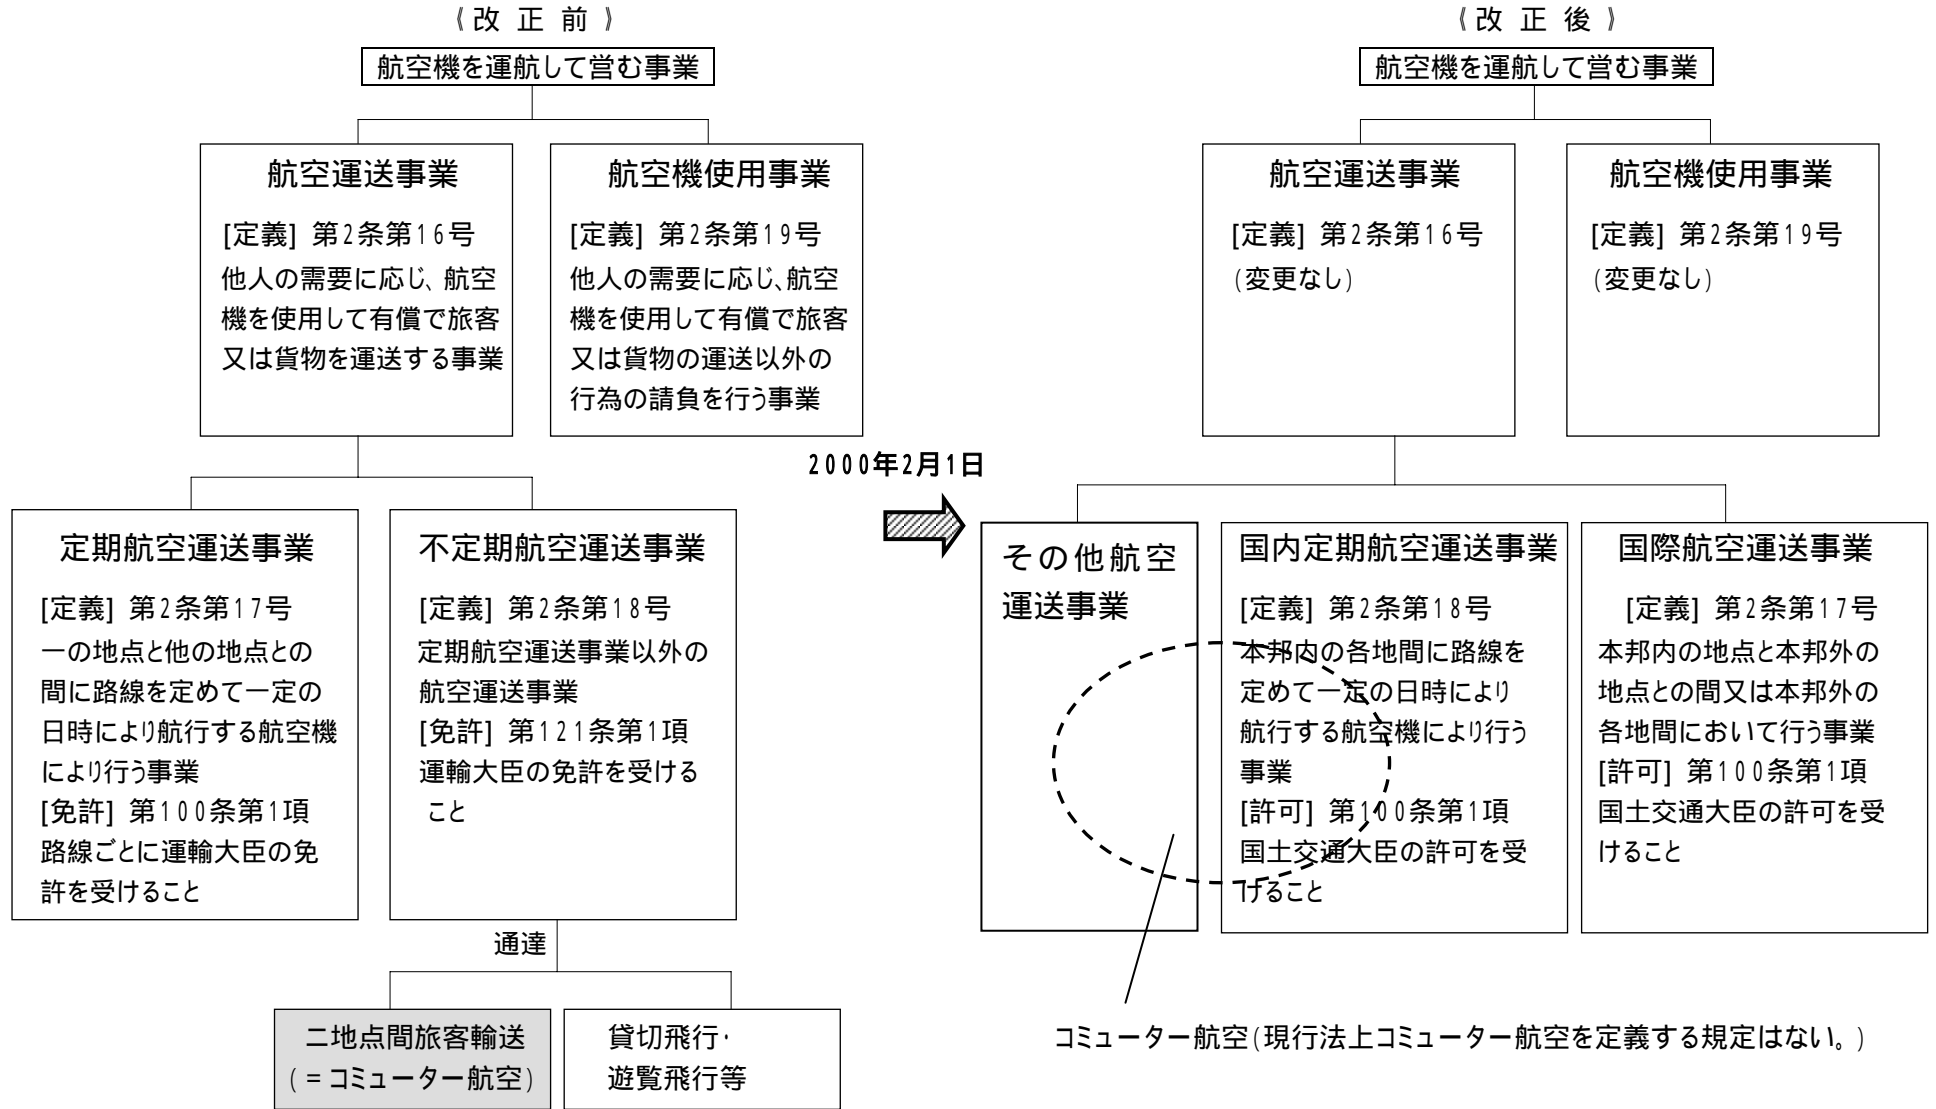 《改 正 前 》
航空機を運航して営む事業
航空運送事業
[定義] 第2条第16号
他人の需要に応じ、航空
機を使用して有償で旅客
又は貨物を運送する事業
航空機使用事業
[定義] 第2条第19号
他人の需要に応じ、航空
機を使用して有償で旅客
又は貨物の運送以外の
行為の請負を行う事業
定期航空運送事業
[定義] 第2条第17号
一の地点と他の地点との
間に路線を定めて一定の
日時により航行する航空機
により行う事業
[免許] 第100条第1項
路線ごとに運輸大臣の免
許を受けること
不定期航空運送事業
[定義] 第2条第18号
定期航空運送事業以外の
航空運送事業
[免許] 第121条第1項
運輸大臣の免許を受ける
こと
通達
二地点間旅客輸送
(=コミューター航空)
貸切飛行・
遊覧飛行等
2000年2月1日
《改 正 後 》
航空機を運航して営む事業
航空運送事業
[定義] 第2条第16号
(変更なし)
航空機使用事業
[定義] 第2条第19号
(変更なし)
その他航空
運送事業
国内定期航空運送事業
[定義] 第2条第18号
本邦内の各地間に路線を
定めて一定の日時により
航行する航空機により行う
事業
[許可] 第100条第1項
国土交通大臣の許可を受
けること
国際航空運送事業
[定義] 第2条第17号
本邦内の地点と本邦外の
地点との間又は本邦外の
各地間において行う事業
[許可] 第100条第1項
国土交通大臣の許可を受
けること
コミューター航空(現行法上コミューター航空を定義する規定はない。)